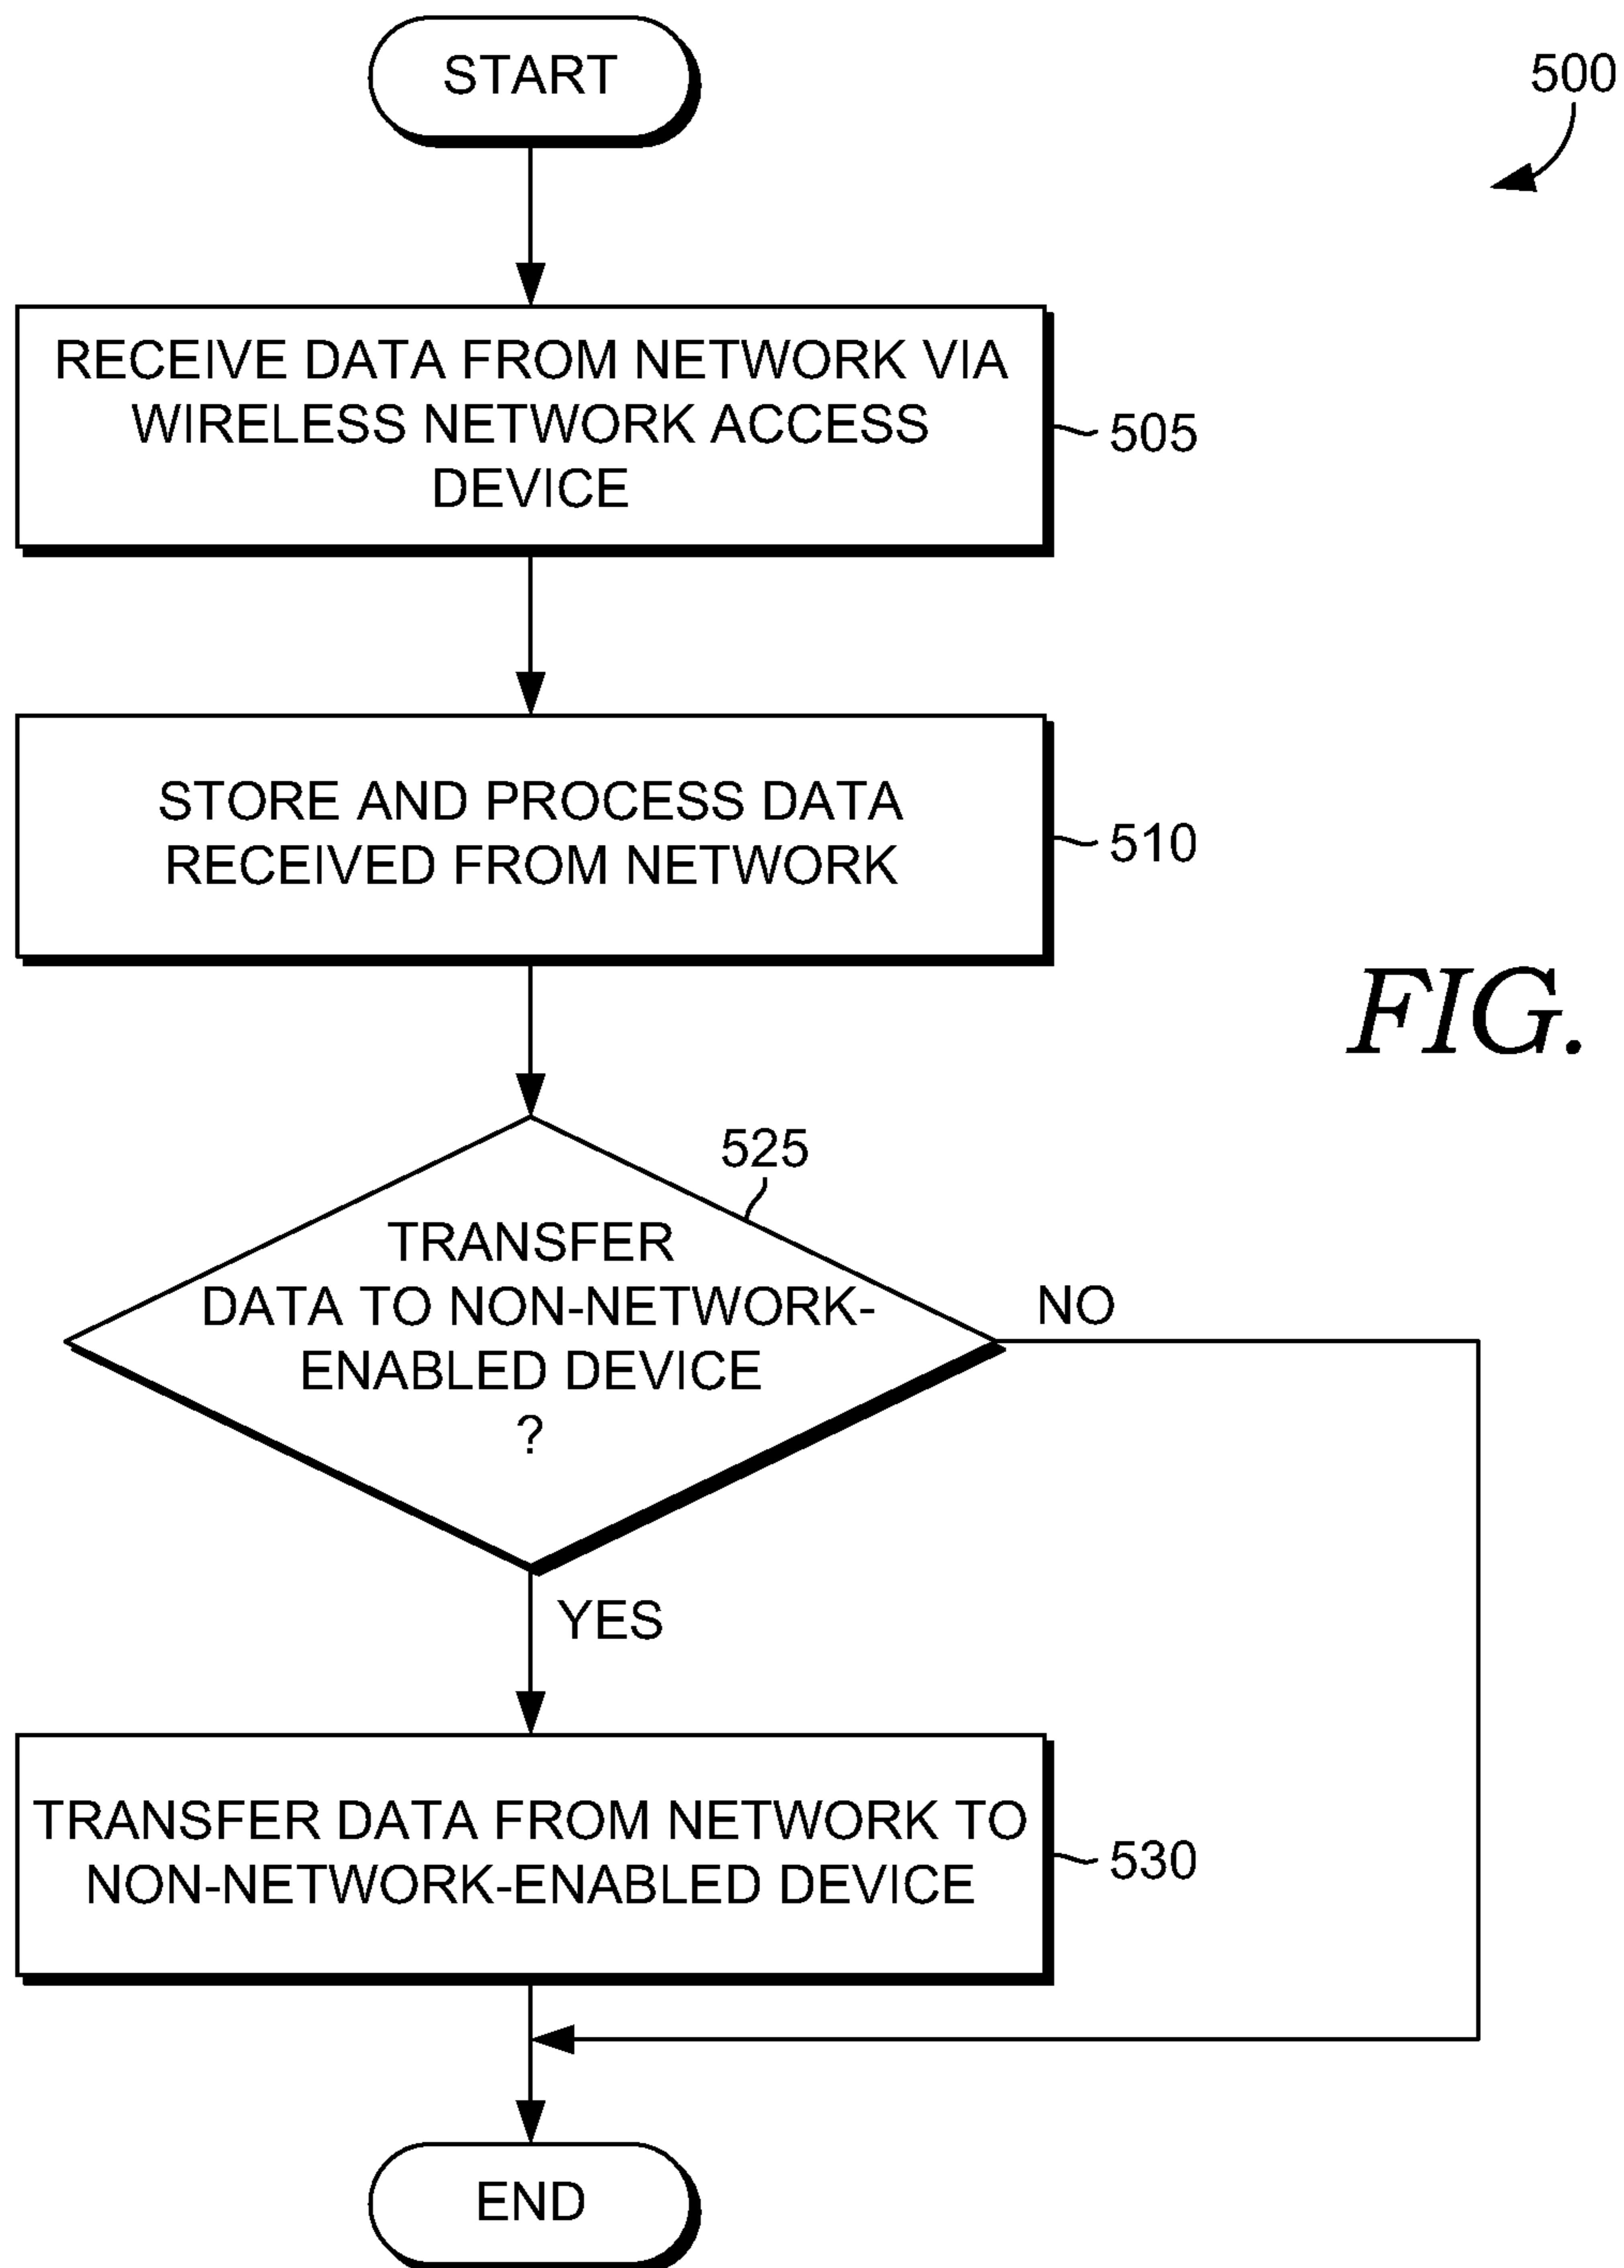 START
500
RECEIVE DATA FROM NETWORK VIA
WIRELESS NETWORK ACCESS
DEVICE
505
STORE AND PROCESS DATA
RECEIVED FROM NETWORK
510
FIG.
525
TRANSFER
DATA TO NON-NETWORK-
ENABLED DEVICE
?
NO
YES
TRANSFER DATA FROM NETWORK TO
NON-NETWORK-ENABLED DEVICE
530
END